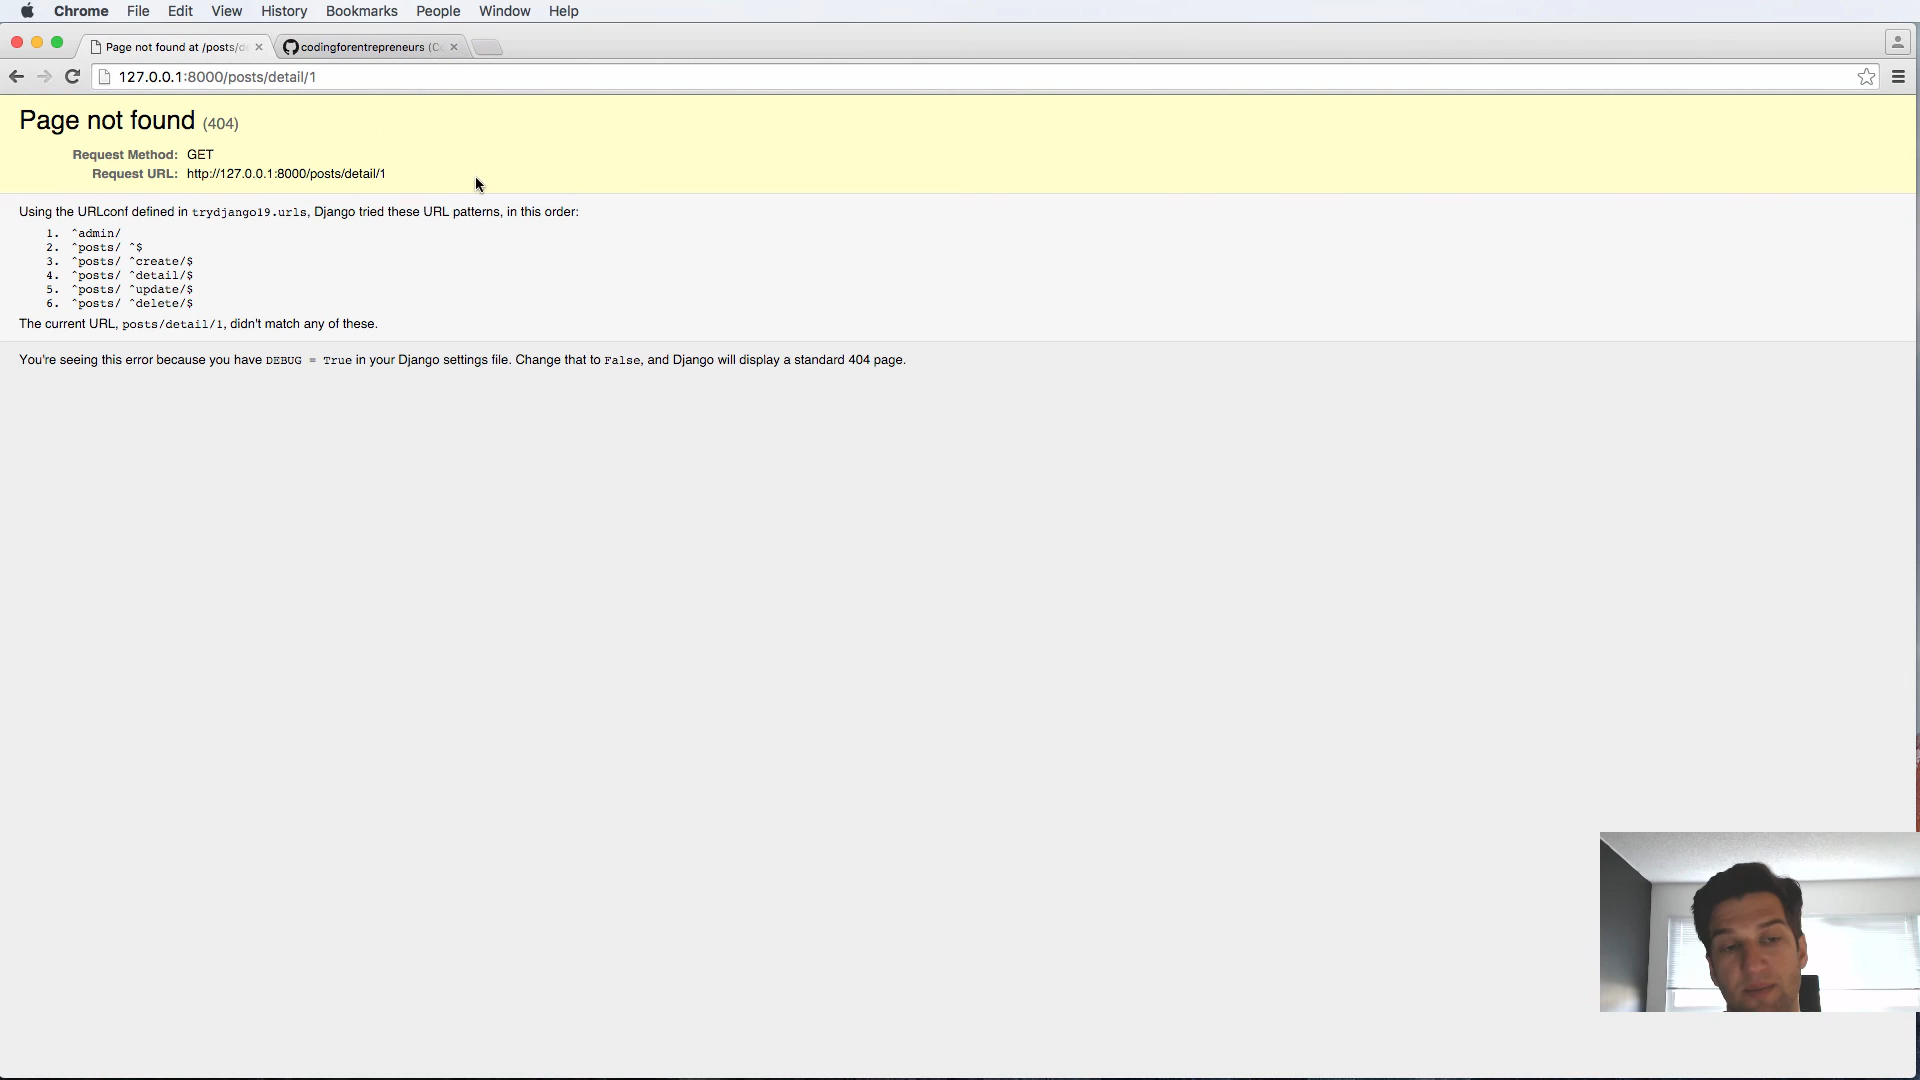 Chrome File Edit View History Bookmarks People Window Help
Page not found at /posts/d
codingforentrepreneurs (C
127.0.0.1:8000/posts/detail/1
Page not found (404)
Request Method: GET
Request URL: http://127.0.0.1:8000/posts/detail/1
Using the URLconf defined in trydjango19.urls, Django tried these URL patterns, in this order:
1. ^admin/
2. ^posts/ ^$
3. ^posts/ ^create/$
4. ^posts/ ^detail/$
5. ^posts/ ^update/$
6. ^posts/ ^delete/$
The current URL, posts/detail/1, didn't match any of these.
You're seeing this error because you have DEBUG = True in your Django settings file. Change that to False, and Django will display a standard 404 page.